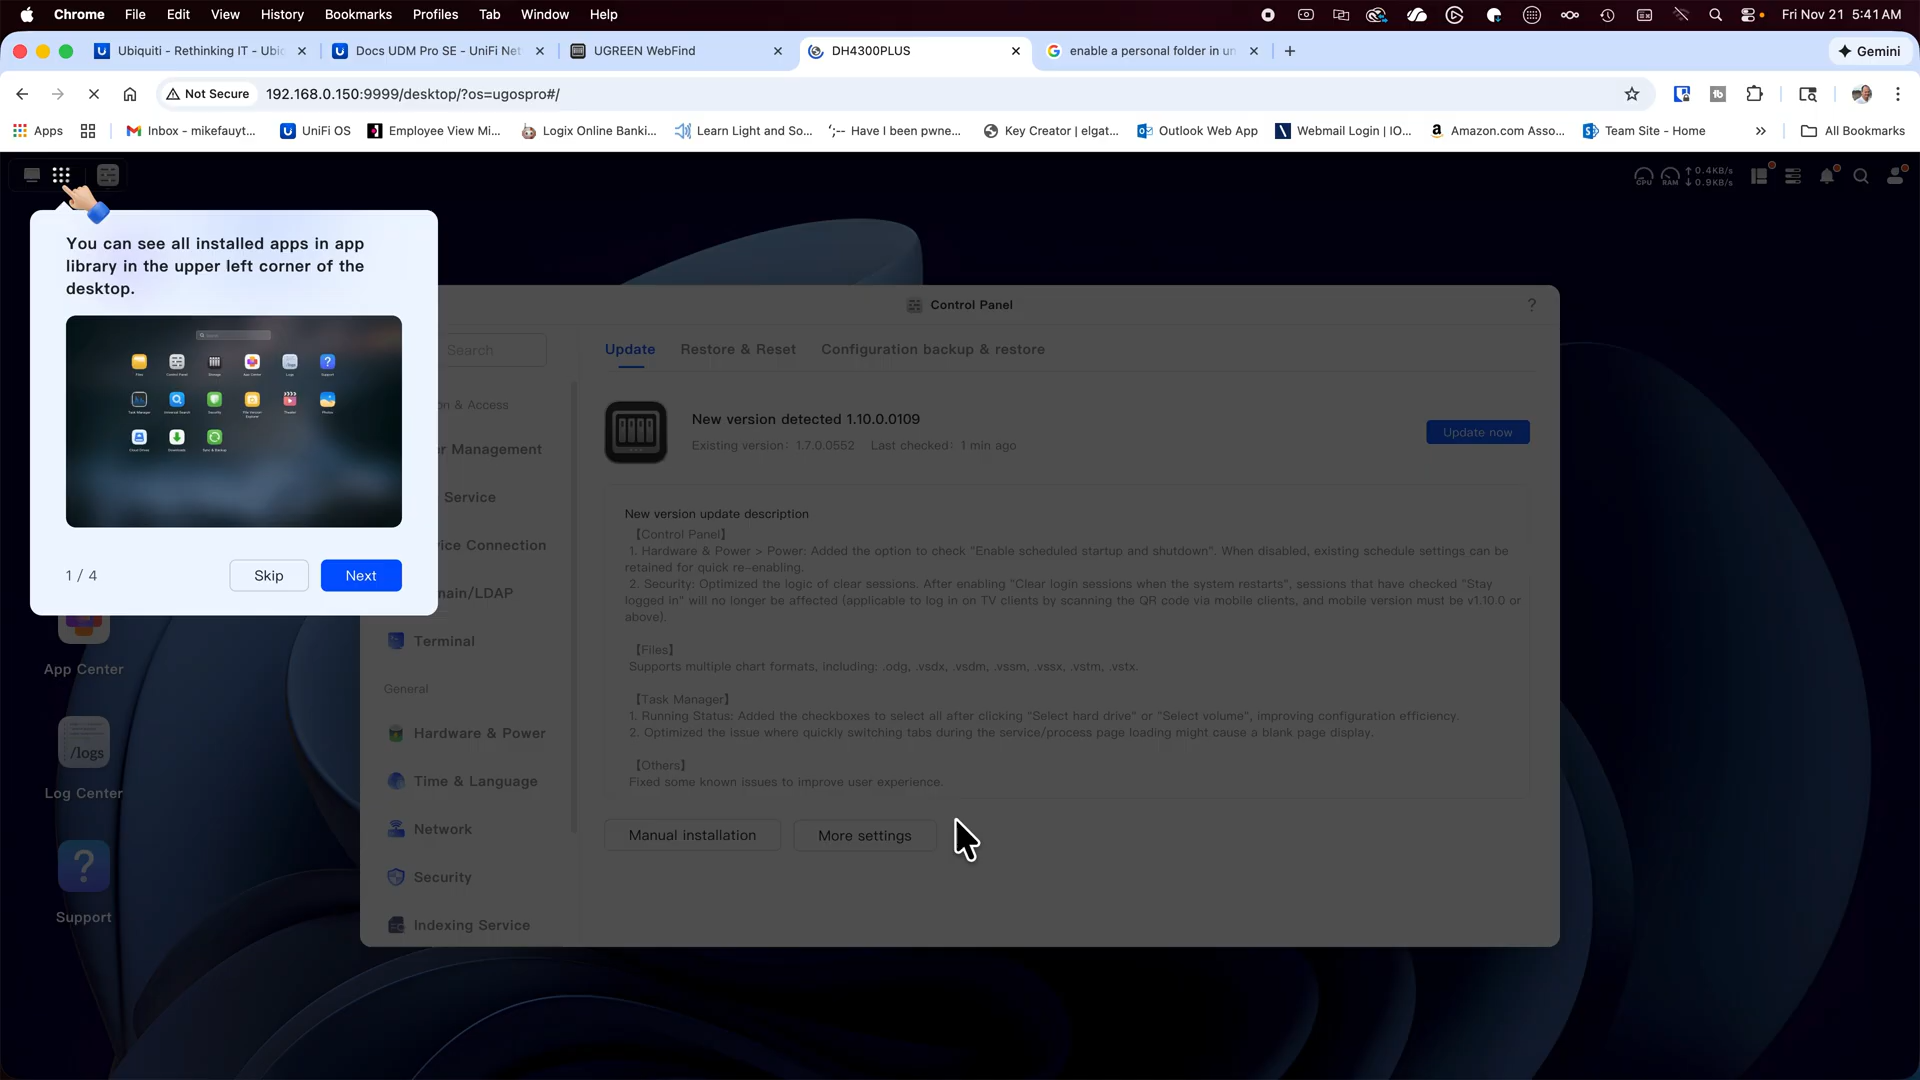 Chrome File Edit View History Bookmarks Profiles Tab Window Help Fri Nov 21 5:41 AM
Ubiquiti - Rethinking IT - Ubi
Docs UDM Pro SE - UniFi Net
UGREEN WebFind
DH4300PLUS
enable a personal folder in u
Gemini
Not Secure 192.168.0.150:9999/desktop/?os=ugospro#/
Apps
Inbox - mikefauyt...
UniFi OS
Employee View Mi...
Logix Online Banki...
Learn Light and So...
';-- Have I been pwne...
Key Creator | elgat...
Outlook Web App
Webmail Login | IO...
Amazon.com Asso...
Team Site - Home
»
All Bookmarks
CPU RAM ↑ 0.4KB/s
↓ 0.9KB/s
You can see all installed apps in app
library in the upper left corner of the
desktop.
1 / 4
Skip
Next
Control Panel
?
Search
Update Restore & Reset Configuration backup & restore
n & Access
r Management
Service
ice Connection
main/LDAP
Terminal
General
Hardware & Power
Time & Language
Network
Security
Indexing Service
New version detected 1.10.0.0109
Existing version: 1.7.0.0552 Last checked: 1 min ago
Update now
New version update description
【Control Panel】
1. Hardware & Power > Power: Added the option to check "Enable scheduled startup and shutdown". When disabled, existing schedule settings can be
retained for quick re-enabling.
2. Security: Optimized the logic of clear sessions. After enabling "Clear login sessions when the system restarts", sessions that have checked "Stay
logged in" will no longer be affected (applicable to log in on TV clients by scanning the QR code via mobile clients, and mobile version must be v1.10.0 or
above).
【Files】
Supports multiple chart formats, including: .odg, .vsdx, .vsdm, .vssm, .vssx, .vstm, .vstx.
【Task Manager】
1. Running Status: Added the checkboxes to select all after clicking "Select hard drive" or "Select volume", improving configuration efficiency.
2. Optimized the issue where quickly switching tabs during the service/process page loading might cause a blank page display.
【Others】
Fixed some known issues to improve user experience.
Manual installation
More settings
App Center
/logs
Log Center
?
Support